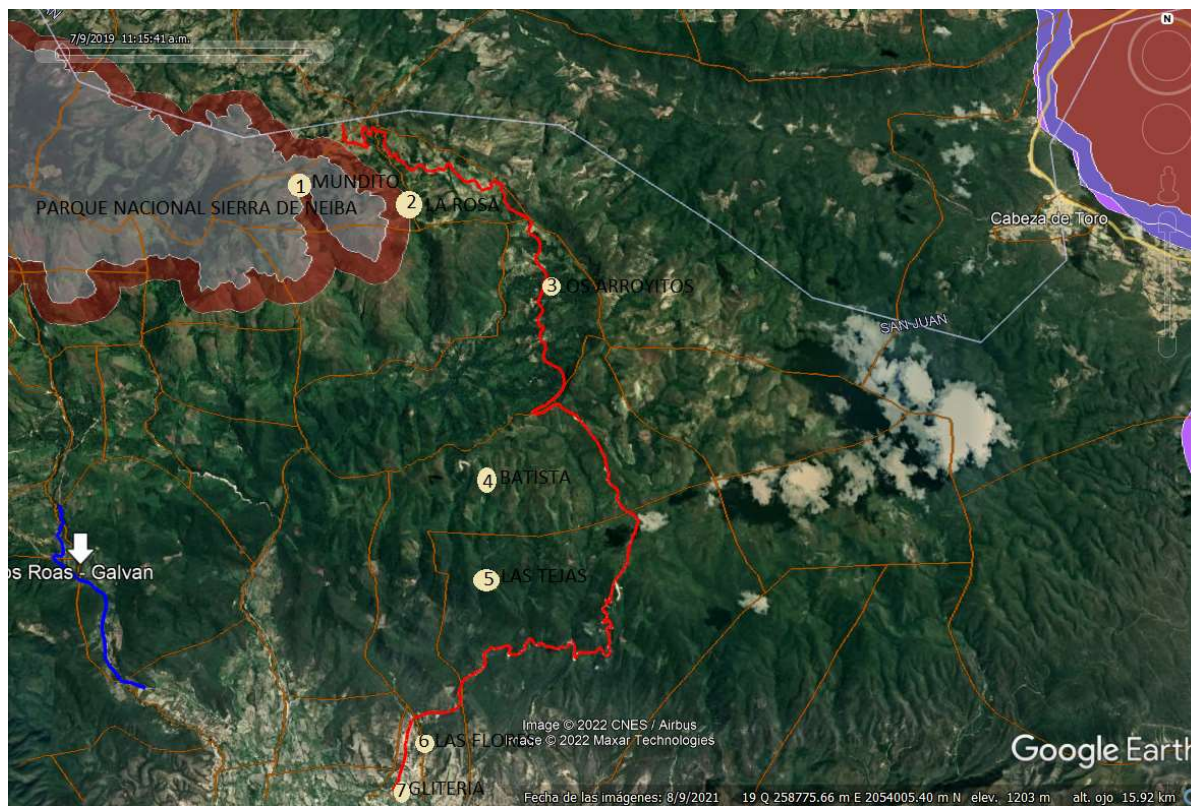 7/9/2019 11:15:41 a.m.
N
1 MUNDITO
2 LA ROSA
PARQUE NACIONAL SIERRA DE NEIBA
Cabeza de Toro
3 OS ARROYITOS
SAN JUAN
4 BATISTA
os Roas - Galvan
5 LAS TEJAS
Image © 2022 CNES / Airbus
6 LAS FLORES
Image © 2022 Maxar Technologies
Google Earth
7 GLITERIA
Fecha de las imágenes: 8/9/2021 19 Q 258775.66 m E 2054005.40 m N elev. 1203 m alt. ojo 15.92 km